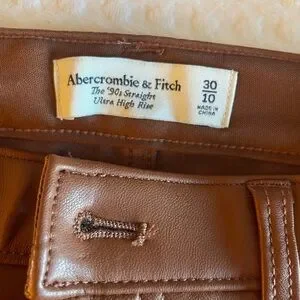 Abercrombie & Fitch
The '90s Straight
Ultra High Rise
30
10
MADE IN
CHINA